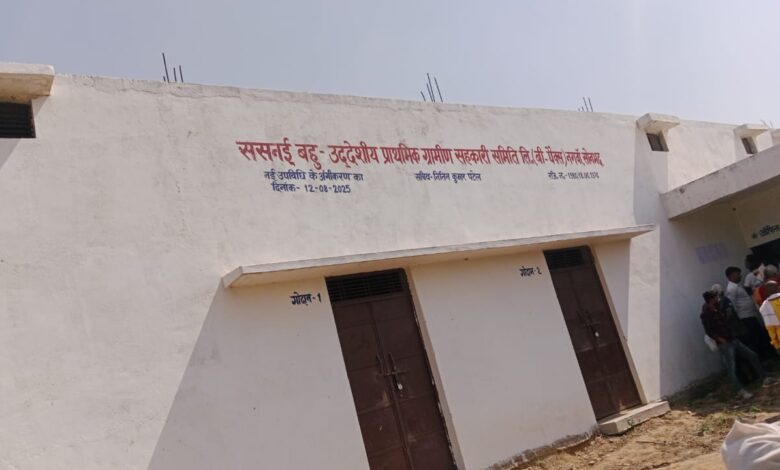 ससनई बहु- उद्देशीय प्राथमिक ग्रामीण सहकारी समिति लि. (बी-पैक्स)
नई उपविधि के अंगीकरण का
दिनांक- 12-08-2025
सचिव- कुमार पटेल
गोदाम-1
गोदाम-2